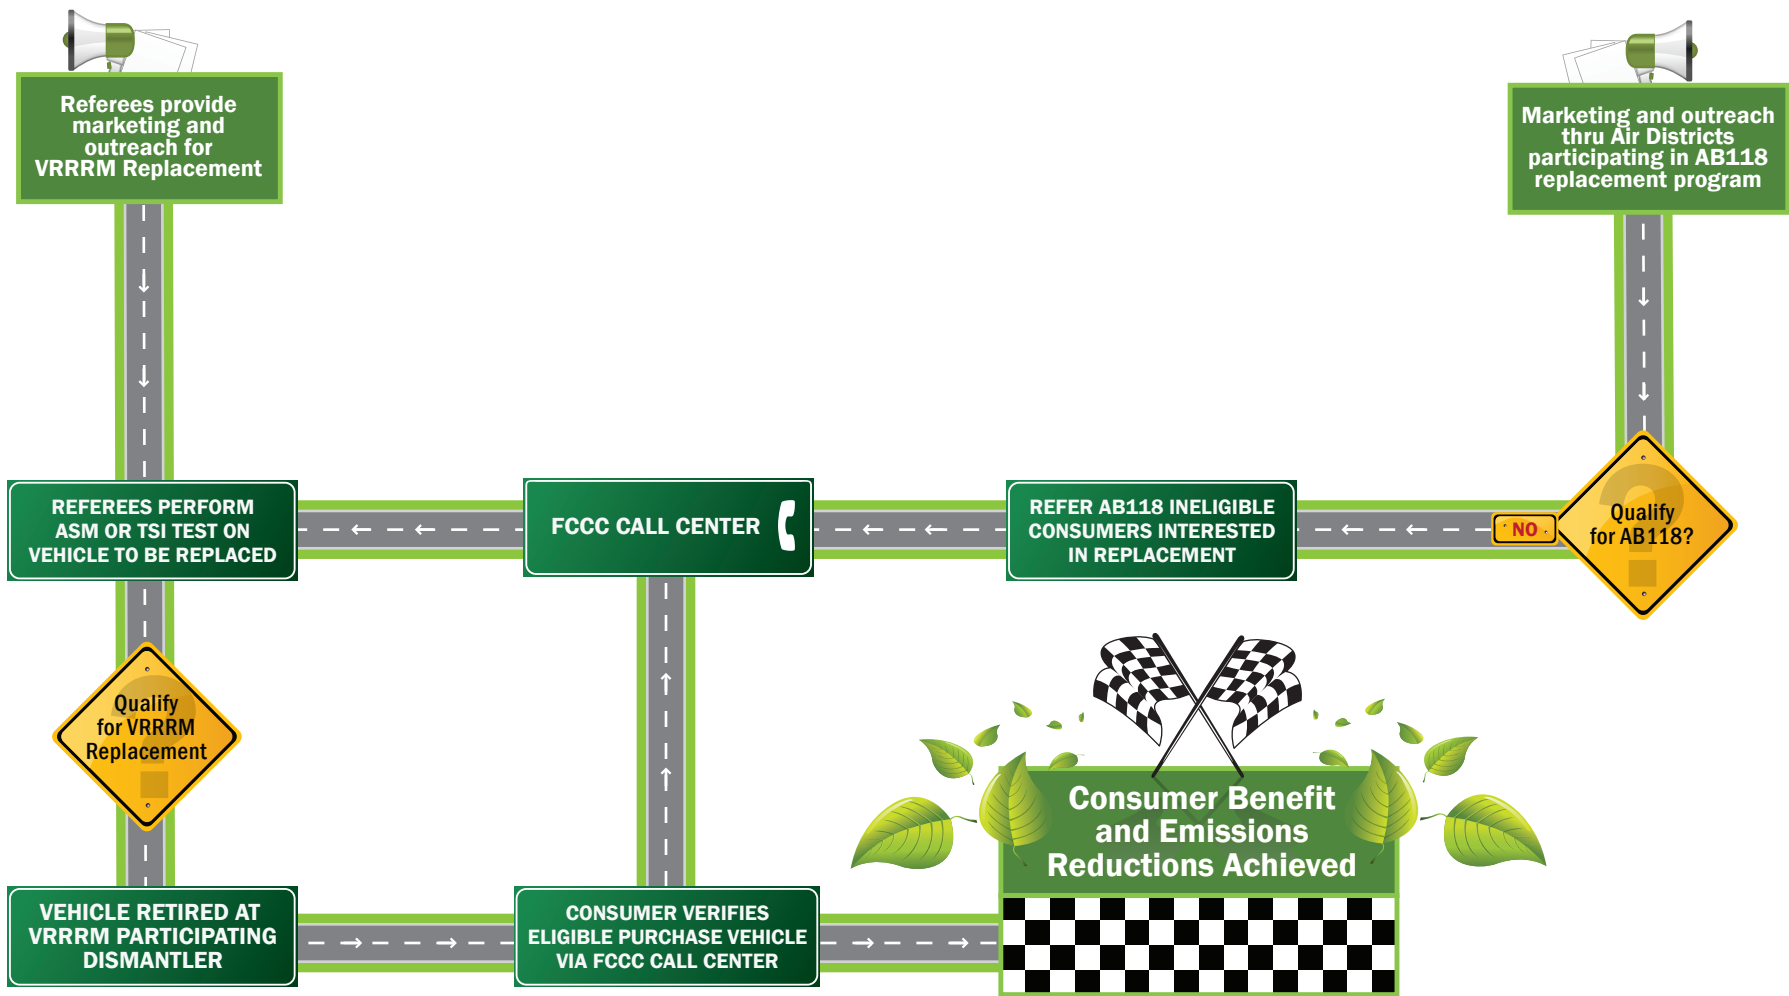 Referees provide
marketing and
outreach for
VRRRM Replacement
Marketing and outreach
thru Air Districts
participating in AB118
replacement program
REFEREES PERFORM
ASM OR TSI TEST ON
VEHICLE TO BE REPLACED
FCCC CALL CENTER
REFER AB118 INELIGIBLE
CONSUMERS INTERESTED
IN REPLACEMENT
NO
?
Qualify
for AB118?
?
Qualify
for VRRRM
Replacement
Consumer Benefit
and Emissions
Reductions Achieved
VEHICLE RETIRED AT
VRRRM PARTICIPATING
DISMANTLER
CONSUMER VERIFIES
ELIGIBLE PURCHASE VEHICLE
VIA FCCC CALL CENTER